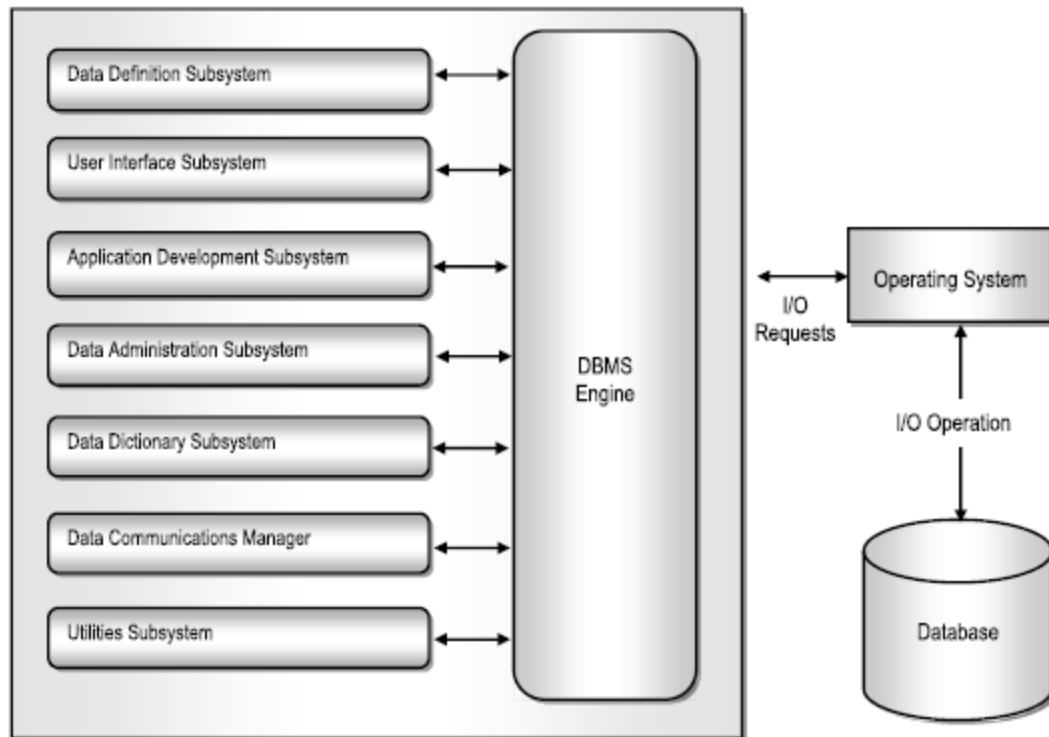 Data Definition Subsystem
User Interface Subsystem
Application Development Subsystem
Data Administration Subsystem
Data Dictionary Subsystem
Data Communications Manager
Utilities Subsystem
DBMS
Engine
I/O
Requests
Operating System
I/O Operation
Database